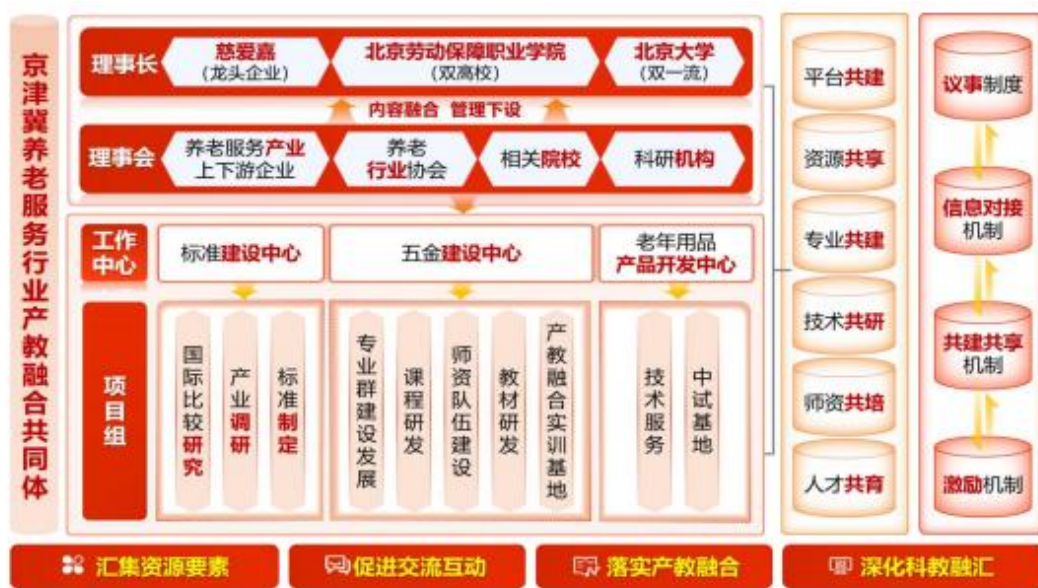 京津冀养老服务行业产教融合共同体
理事长
慈爱嘉
(龙头企业)
北京劳动保障职业学院
(双高校)
北京大学
(双一流)
内容融合 管理下设
理事会
养老服务产业
上下游企业
养老
行业协会
相关院校
科研机构
工作
中心
标准建设中心
五金建设中心
老年用品
产品开发中心
项目组
国际比较研究
产业调研
标准制定
专业群建设发展
课程研发
师资队伍建设
教材研发
产教融合实训基地
技术服务
中试基地
平台共建
资源共享
专业共建
技术共研
师资共培
人才共育
议事制度
信息对接
机制
共建共享
机制
激励机制
汇集资源要素
促进交流互动
落实产教融合
深化科教融汇